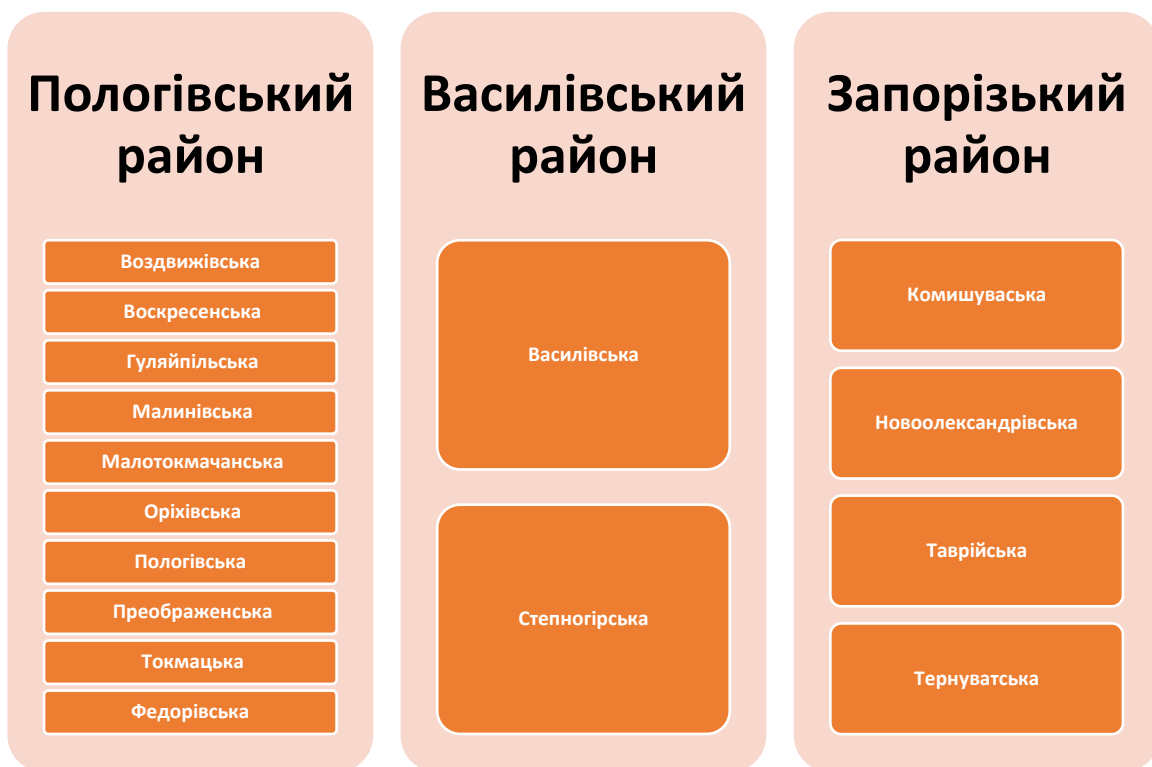 Пологівський
район
Воздвижівська
Воскресенська
Гуляйпільська
Малинівська
Малотокмачанська
Оріхівська
Пологівська
Преображенська
Токмацька
Федорівська
Василівський
район
Василівська
Степногірська
Запорізький
район
Комишуваська
Новоолександрівська
Таврійська
Тернуватська